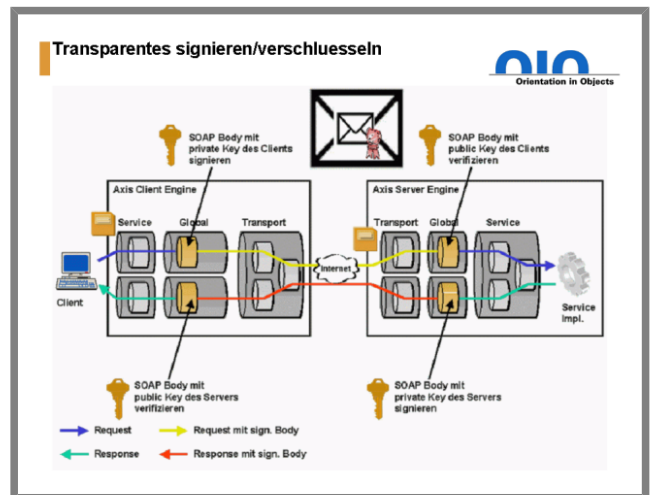 Transparentes signieren/verschluesseln
OIO
Orientation in Objects
SOAP Body mit
private Key des Clients
signieren
SOAP Body mit
public Key des Clients
verifizieren
Axis Client Engine
Axis Server Engine
Service
Global
Transport
Transport
Global
Service
Internet
Client
Service
Impl.
SOAP Body mit
public Key des Servers
verifizieren
SOAP Body mit
private Key des Servers
signieren
Request
Request mit sign. Body
Response
Response mit sign. Body